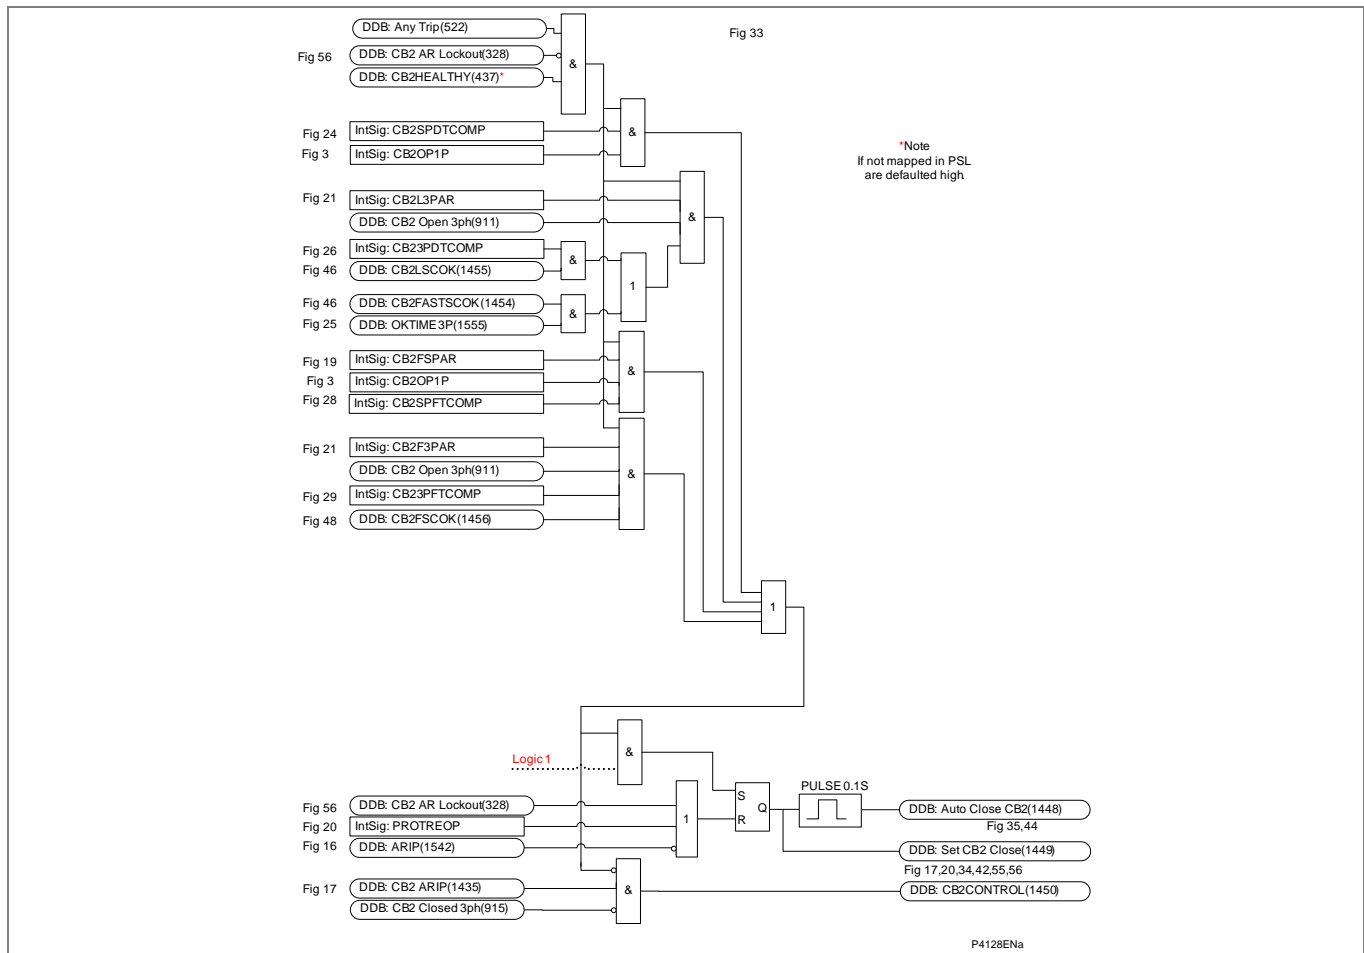 DDB: Any Trip(522)
Fig 33
Fig 56
DDB: CB2 AR Lockout(328)
&
DDB: CB2HEALTHY(437)*
Fig 24
IntSig: CB2SPDTCOMP
&
Fig 3
IntSig: CB2OP1P
*Note
If not mapped in PSL
are defaulted high.
Fig 21
IntSig: CB2L3PAR
DDB: CB2 Open 3ph(911)
&
Fig 26
IntSig: CB23PDTCOMP
&
Fig 46
DDB: CB2LSCOK(1455)
1
Fig 46
DDB: CB2FASTSCOK(1454)
&
Fig 25
DDB: OKTIME3P(1555)
Fig 19
IntSig: CB2FSPAR
&
Fig 3
IntSig: CB2OP1P
Fig 28
IntSig: CB2SPFTCOMP
Fig 21
IntSig: CB2F3PAR
DDB: CB2 Open 3ph(911)
&
Fig 29
IntSig: CB23PFTCOMP
Fig 48
DDB: CB2FSCOK(1456)
1
&
Logic 1
PULSE 0.1S
S
Q
R
Fig 56
DDB: CB2 AR Lockout(328)
1
DDB: Auto Close CB2(1448)
Fig 20
IntSig: PROTREOP
Fig 35,44
Fig 16
DDB: ARIP(1542)
DDB: Set CB2 Close(1449)
Fig 17,20,34,42,55,56
Fig 17
DDB: CB2 ARIP(1435)
&
DDB: CB2CONTROL(1450)
DDB: CB2 Closed 3ph(915)
P4128ENa